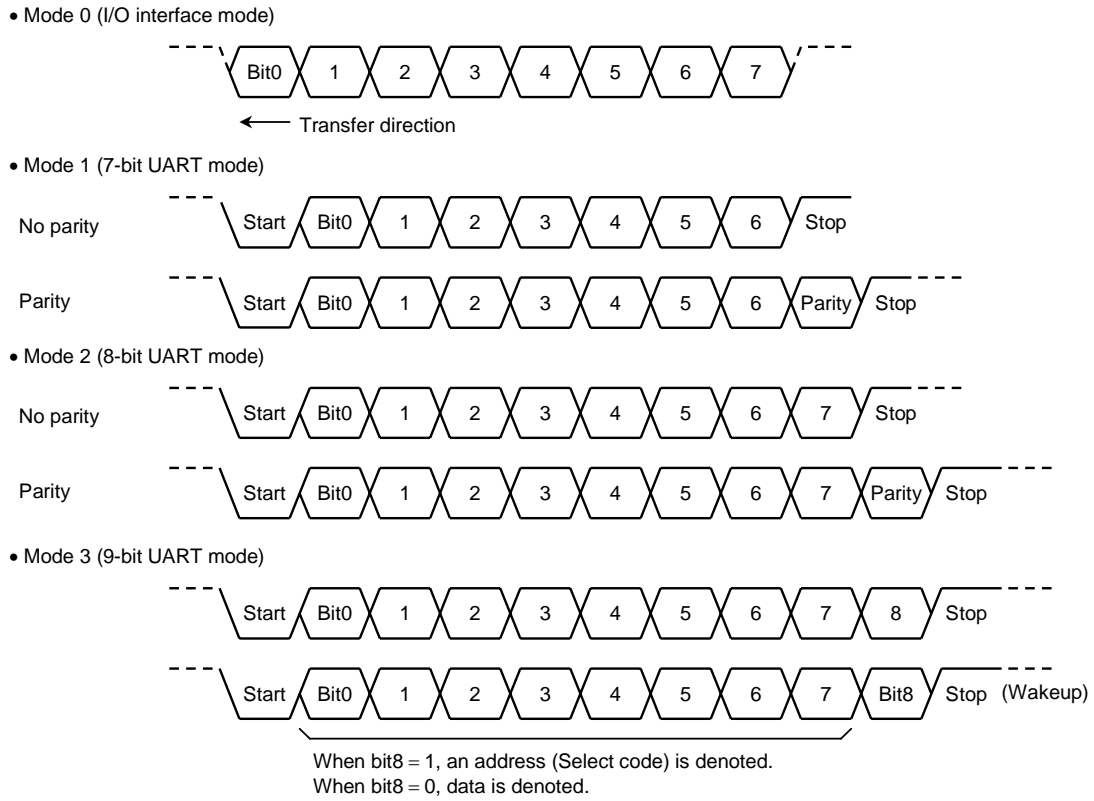 • Mode 0 (I/O interface mode)
Bit0 1 2 3 4 5 6 7
Transfer direction
• Mode 1 (7-bit UART mode)
No parity Start Bit0 1 2 3 4 5 6 Stop
Parity Start Bit0 1 2 3 4 5 6 Parity Stop
• Mode 2 (8-bit UART mode)
No parity Start Bit0 1 2 3 4 5 6 7 Stop
Parity Start Bit0 1 2 3 4 5 6 7 Parity Stop
• Mode 3 (9-bit UART mode)
Start Bit0 1 2 3 4 5 6 7 8 Stop
Start Bit0 1 2 3 4 5 6 7 Bit8 Stop (Wakeup)
When bit8 = 1, an address (Select code) is denoted.
When bit8 = 0, data is denoted.